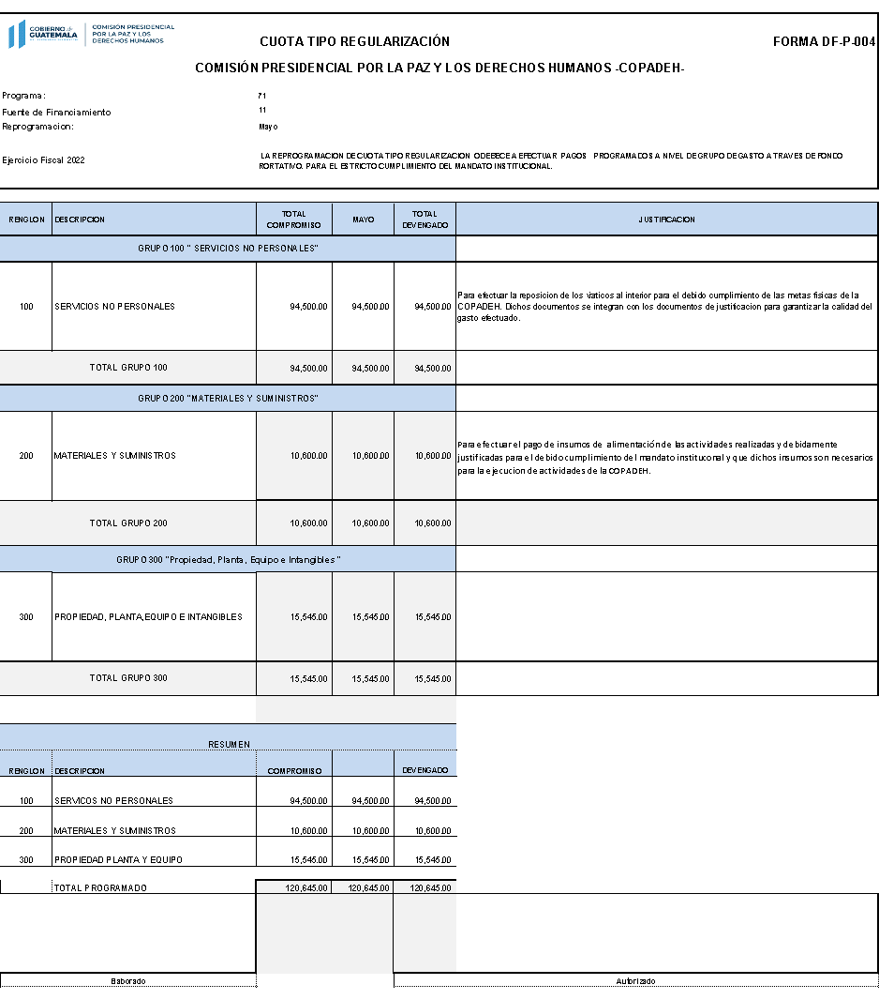 GOBIERNO de
GUATEMALA
COMISIÓN PRESIDENCIAL
POR LA PAZ Y LOS
DERECHOS HUMANOS
CUOTA TIPO REGULARIZACIÓN
FORMA DF-P-004
COMISIÓN PRESIDENCIAL POR LA PAZ Y LOS DERECHOS HUMANOS -COPADEH-
Programa: 71
Fuente de Financiamiento 11
Reprogramacion: Mayo
Ejercicio Fiscal 2022
LA REPROGRAMACION DE CUOTA TIPO REGULARIZACION ODEBECE A EFECTUAR PAGOS PROGRAMADOS A NIVEL DE GRUPO DE GASTO A TRAVES DE FONDO
RORTATIVO. PARA EL ESTRICTO CUMPLIMIENTO DEL MANDATO INSTITUCIONAL.
RENGLON DESCRIPCION TOTAL COMPROMISO MAYO TOTAL DEVENGADO JUSTIFICACION
GRUPO 100 " SERVICIOS NO PERSONALES"
100 SERVICIOS NO PERSONALES 94,500.00 94,500.00 94,500.00
Para efectuar la reposicion de los viaticos al interior para el debido cumplimiento de las metas fisicas de la
COPADEH. Dichos documentos se integran con los documentos de justificacion para garantizar la calidad del
gasto efectuado.
TOTAL GRUPO 100 94,500.00 94,500.00 94,500.00
GRUPO 200 "MATERIALES Y SUMINISTROS"
200 MATERIALES Y SUMINISTROS 10,600.00 10,600.00 10,600.00
Para efectuar el pago de insumos de alimentación de las actividades realizadas y debidamente
justificadas para el debido cumplimiento del mandato instituconal y que dichos insumos son necesarios
para la ejecucion de actividades de la COPADEH.
TOTAL GRUPO 200 10,600.00 10,600.00 10,600.00
GRUPO 300 "Propiedad, Planta, Equipo e Intangibles "
300 PROPIEDAD, PLANTA,EQUIPO E INTANGIBLES 15,545.00 15,545.00 15,545.00
TOTAL GRUPO 300 15,545.00 15,545.00 15,545.00
RESUMEN
RENGLON DESCRIPCION COMPROMISO DEVENGADO
100 SERVICOS NO PERSONALES 94,500.00 94,500.00 94,500.00
200 MATERIALES Y SUMINISTROS 10,600.00 10,600.00 10,600.00
300 PROPIEDAD PLANTA Y EQUIPO 15,545.00 15,545.00 15,545.00
TOTAL PROGRAMADO 120,645.00 120,645.00 120,645.00
Elaborado
Autorizado